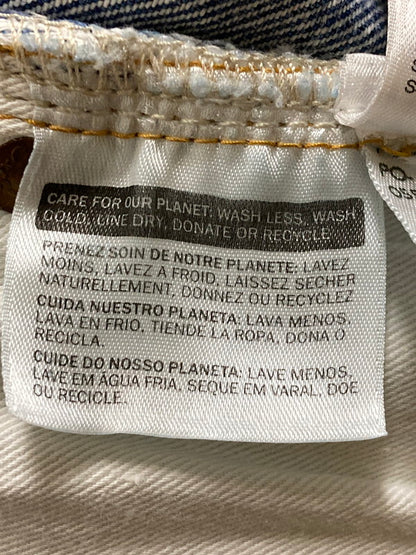 CARE FOR OUR PLANET: WASH LESS, WASH
COLD, LINE DRY, DONATE OR RECYCLE.
PRENEZ SOIN DE NOTRE PLANETE: LAVEZ
MOINS, LAVEZ A FROID, LAISSEZ SECHER
NATURELLEMENT, DONNEZ OU RECYCLEZ
CUIDA NUESTRO PLANETA: LAVA MENOS,
LAVA EN FRIO, TIENDE LA ROPA, DONA O
RECICLA.
CUIDE DO NOSSO PLANETA: LAVE MENOS,
LAVE EM ÁGUA FRIA, SEQUE EM VARAL, DOE
OU RECICLE.